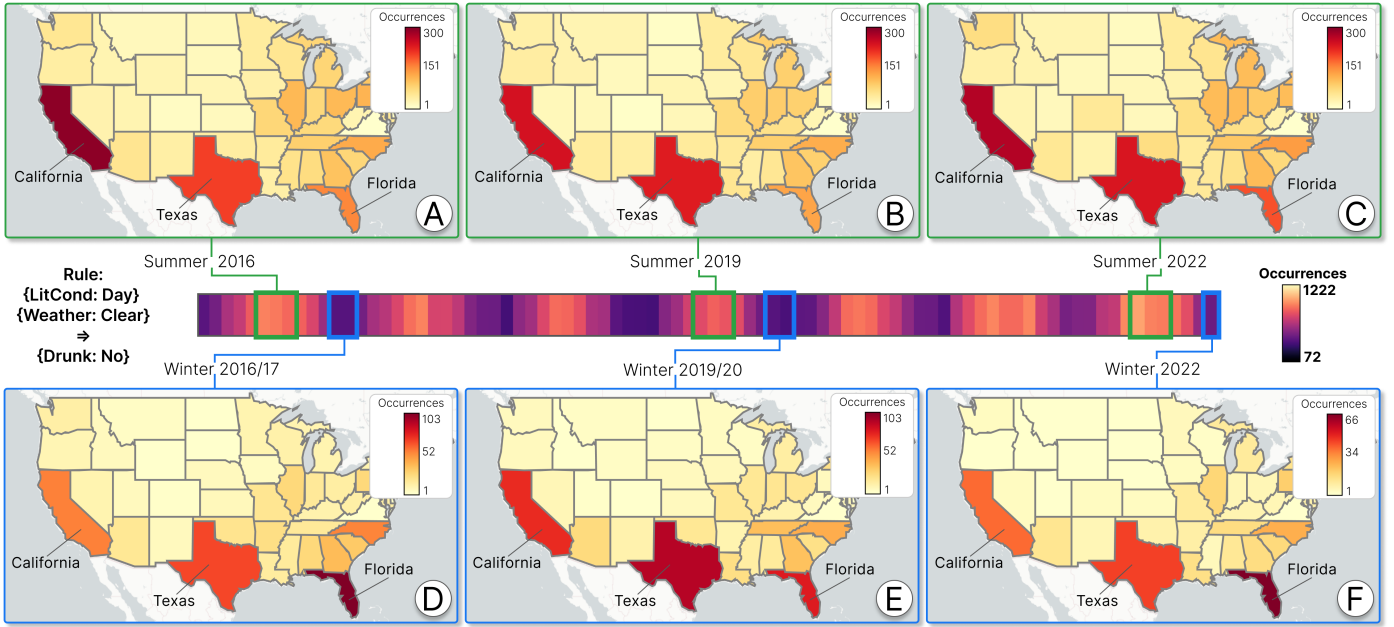 Occurrences
300
151
1
California
Texas
Florida
A
Occurrences
300
151
1
California
Texas
Florida
B
Occurrences
300
151
1
California
Texas
Florida
C
Summer 2016
Summer 2019
Summer 2022
Rule:
{LitCond: Day}
{Weather: Clear}
⇒
{Drunk: No}
Occurrences
1222
72
Winter 2016/17
Winter 2019/20
Winter 2022
Occurrences
103
52
1
California
Texas
Florida
D
Occurrences
103
52
1
California
Texas
Florida
E
Occurrences
66
34
1
California
Texas
Florida
F